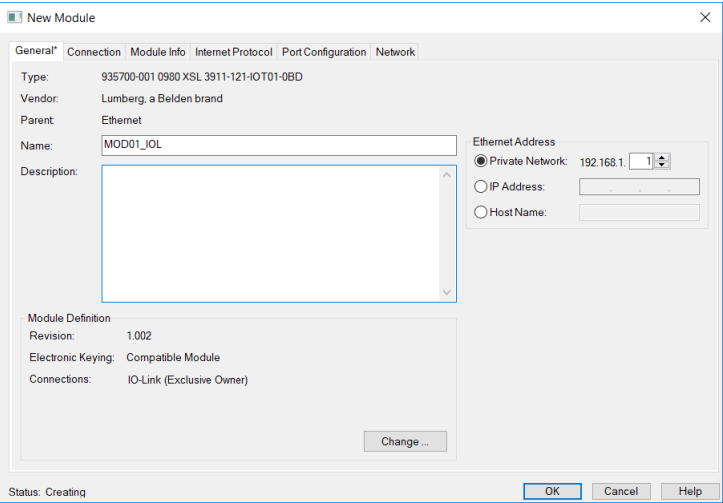 New Module
General* Connection Module Info Internet Protocol Port Configuration Network
Type: 935700-001 0980 XSL 3911-121-IOT01-0BD
Vendor: Lumberg, a Belden brand
Parent: Ethernet
Name: MOD01_IOL
Description:
Ethernet Address
Private Network: 192.168.1. 1
IP Address: . . .
Host Name:
Module Definition
Revision: 1.002
Electronic Keying: Compatible Module
Connections: IO-Link (Exclusive Owner)
Change ...
Status: Creating
OK Cancel Help